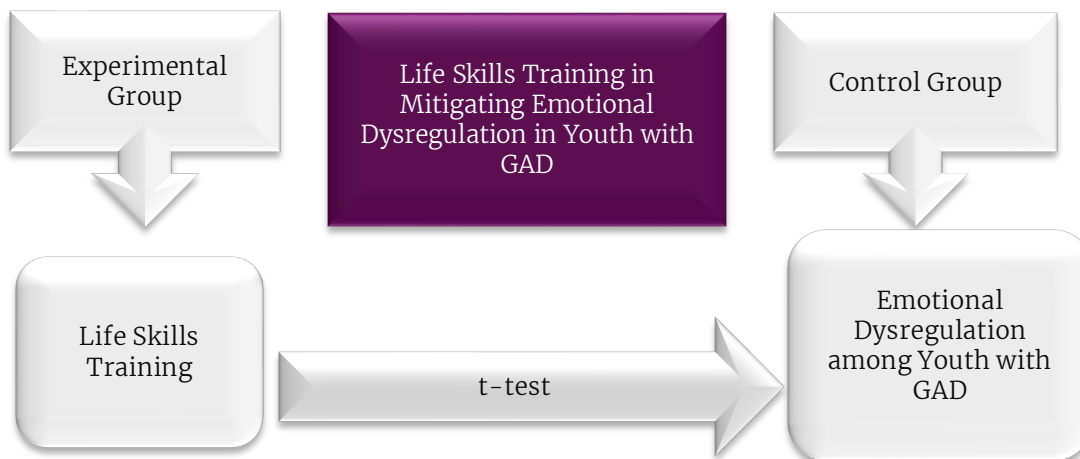 Experimental
Group
Life Skills Training in
Mitigating Emotional
Dysregulation in Youth with
GAD
Control Group
Life Skills
Training
t-test
Emotional
Dysregulation
among Youth with
GAD